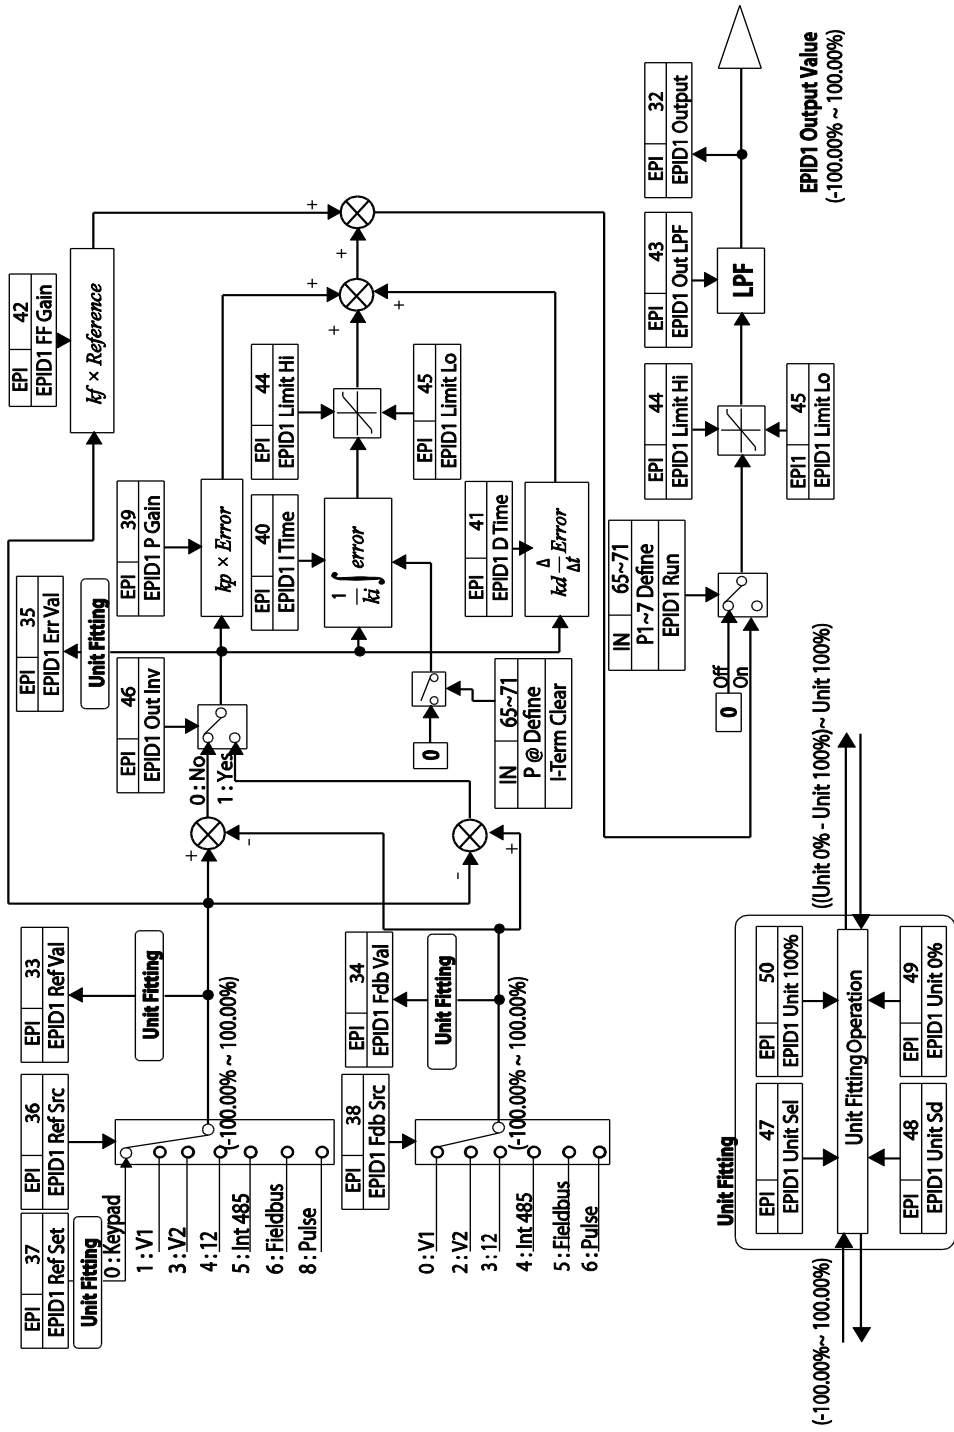 EPI 37
EPID1 Ref Set
Unit Fitting
EPI 36
EPID1 Ref Src
EPI 33
EPID1 Ref Val
Unit Fitting
0 : Keypad
1 : V1
3 : V2
4 : 12
5 : Int 485
6 : Fieldbus
8 : Pulse
(-100.00% ~ 100.00%)
EPI 38
EPID1 Fdb Src
EPI 34
EPID1 Fdb Val
Unit Fitting
0 : V1
2 : V2
3 : 12
4 : Int 485
5 : Fieldbus
6 : Pulse
(-100.00% ~ 100.00%)
+
-
-
+
0 : No
1 : Yes
EPI 46
EPID1 Out Inv
EPI 35
EPID1 Err Val
Unit Fitting
EPI 39
EPID1 P Gain
kp × Error
EPI 42
EPID1 FF Gain
kf × Reference
EPI 40
EPID1 I Time
1/ki ∫ error
EPI 44
EPID1 Limit Hi
EPI 45
EPID1 Limit Lo
0
IN 65~71
P @ Define
I-Term Clear
EPI 41
EPID1 D Time
kd Δ/Δt Error
+
+
+
+
+
IN 65~71
P1~7 Define
EPID1 Run
Off
On
0
EPI 44
EPID1 Limit Hi
EPI1 45
EPID1 Limit Lo
EPI 43
EPID1 Out LPF
LPF
EPI 32
EPID1 Output
EPID1 Output Value
(-100.00% ~ 100.00%)
Unit Fitting
EPI 47
EPID1 Unit Sel
EPI 50
EPID1 Unit 100%
Unit Fitting Operation
EPI 48
EPID1 Unit Sd
EPI 49
EPID1 Unit 0%
(-100.00%~ 100.00%)
((Unit 0% - Unit 100%)~ Unit 100%)